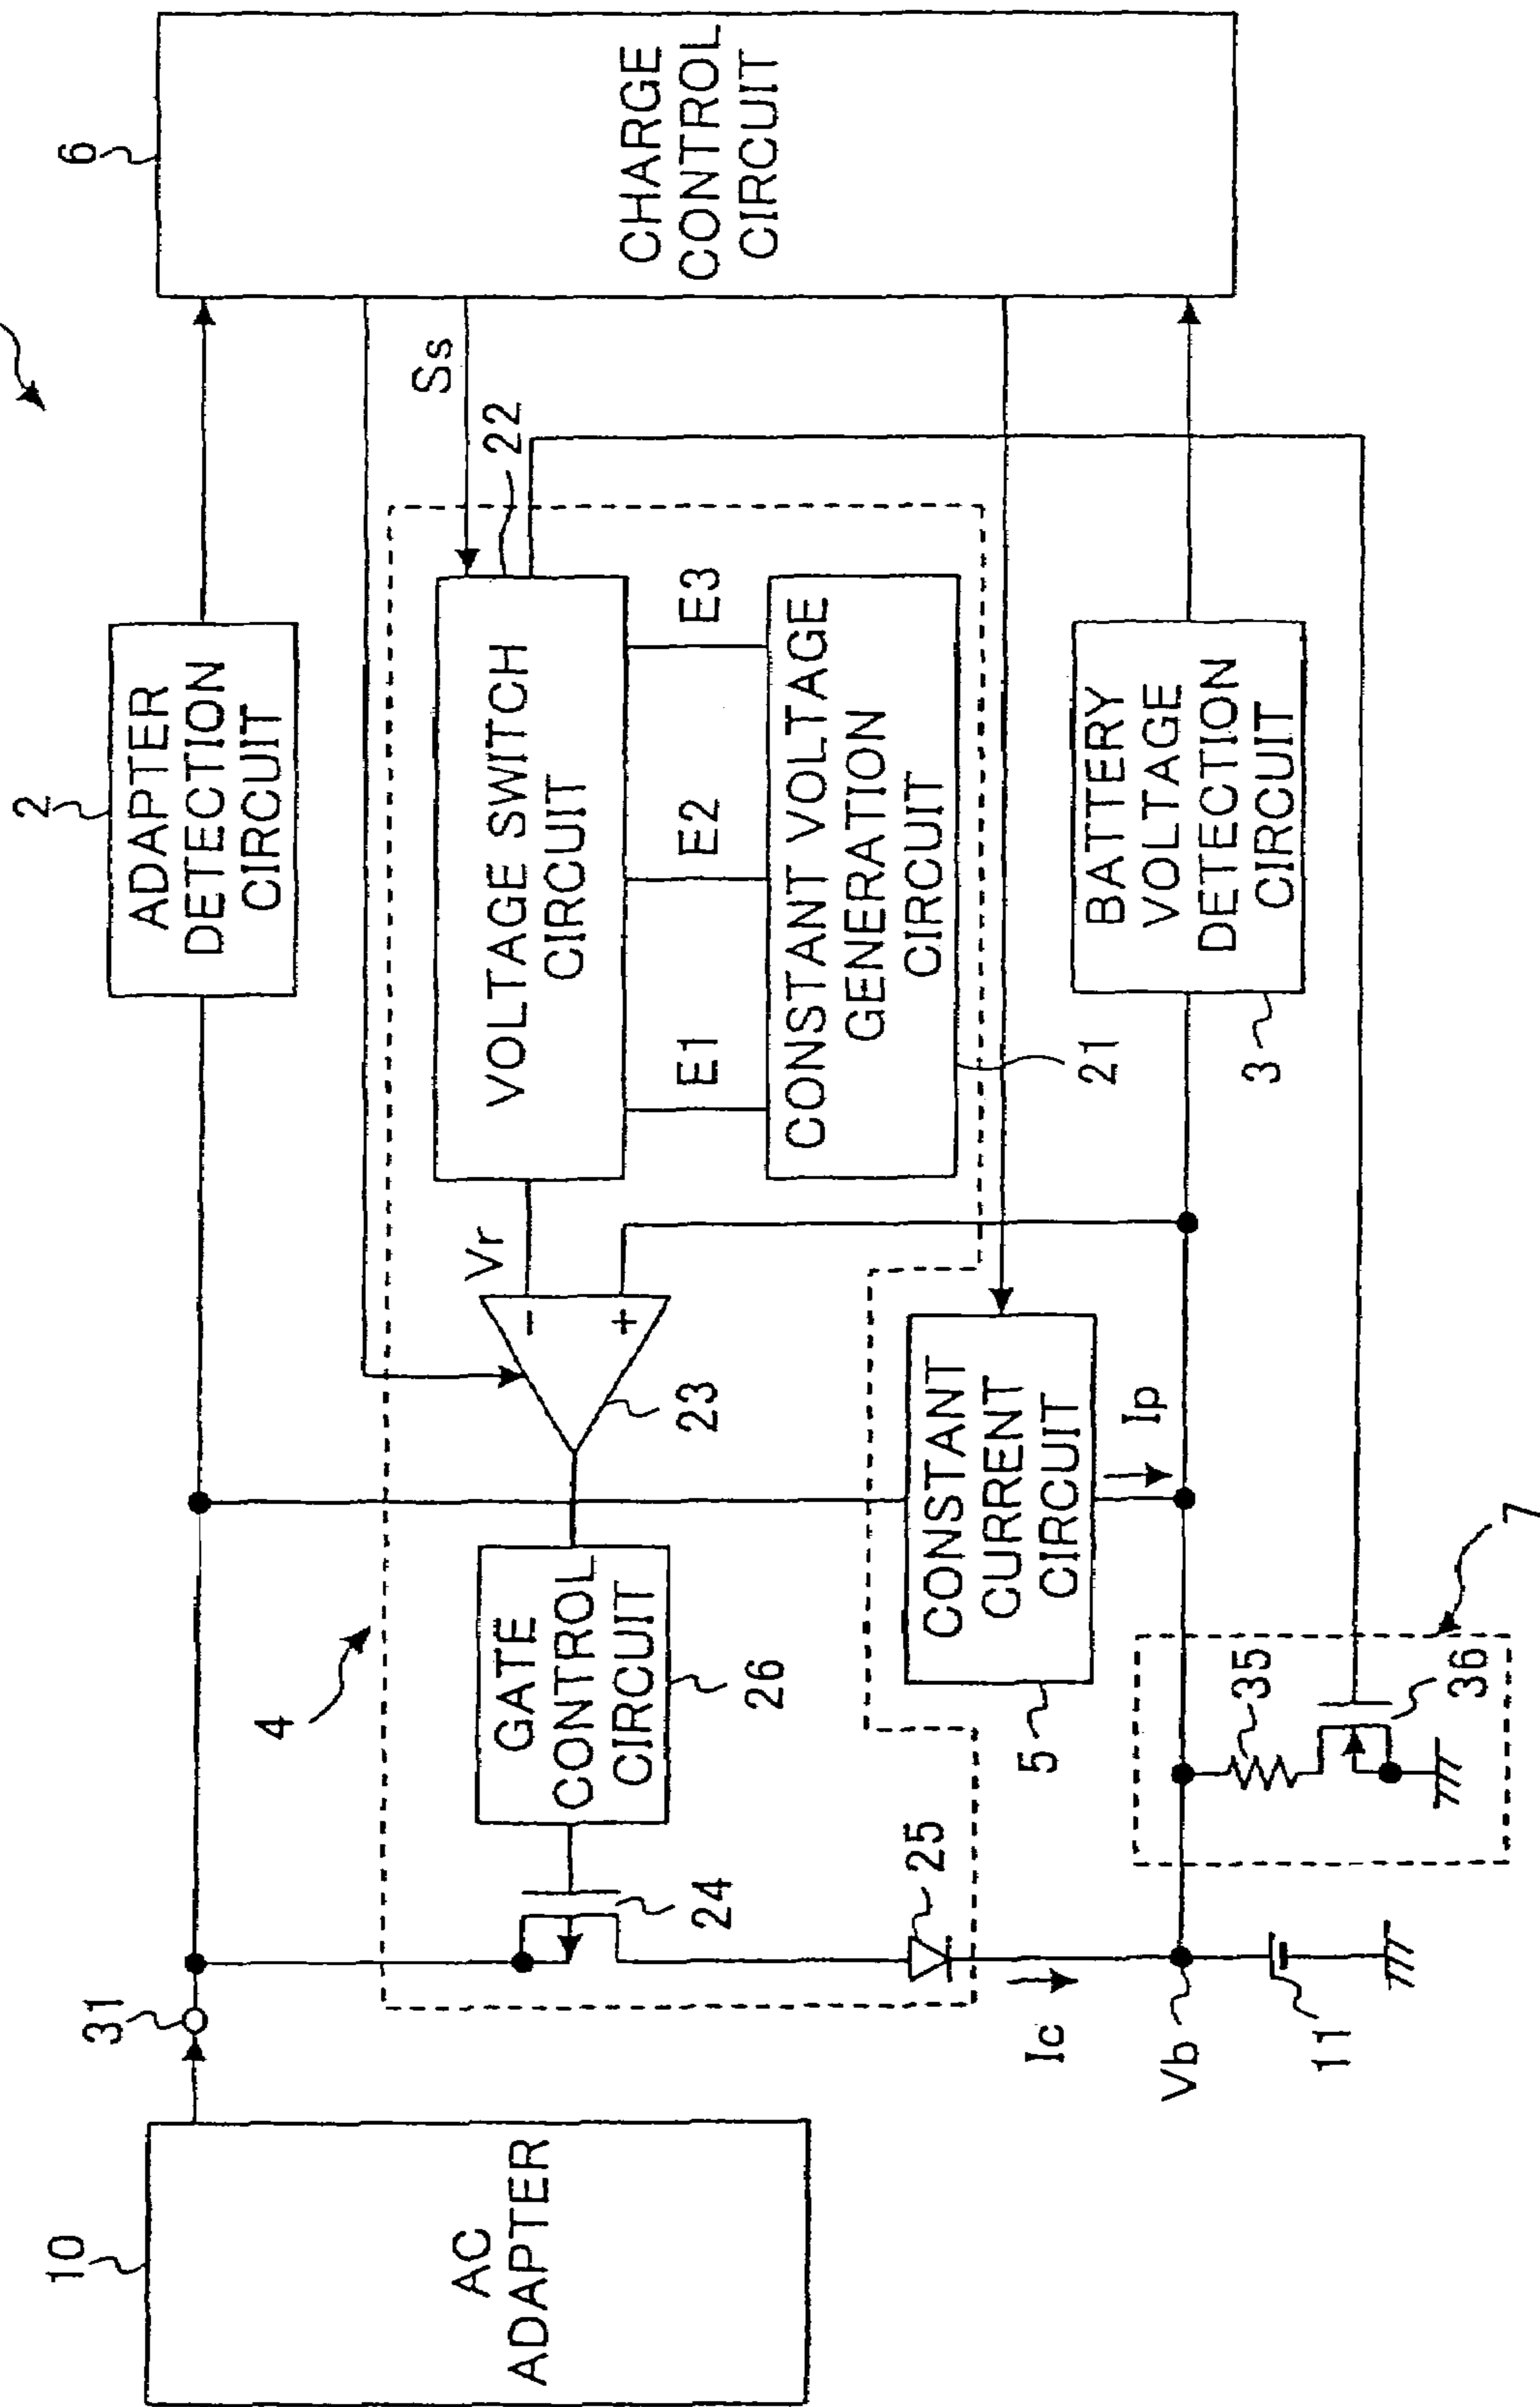 2
6
ADAPTER
DETECTION
CIRCUIT
10
31
AC
ADAPTER
4
24
GATE
CONTROL
CIRCUIT
26
23
-
+
Vr
VOLTAGE SWITCH
CIRCUIT
22
Ss
E1
E2
E3
CONSTANT VOLTAGE
GENERATION
CIRCUIT
21
CHARGE
CONTROL
CIRCUIT
25
Ic
5
CONSTANT
CURRENT
CIRCUIT
Ip
BATTERY
VOLTAGE
DETECTION
CIRCUIT
3
Vb
11
35
36
7